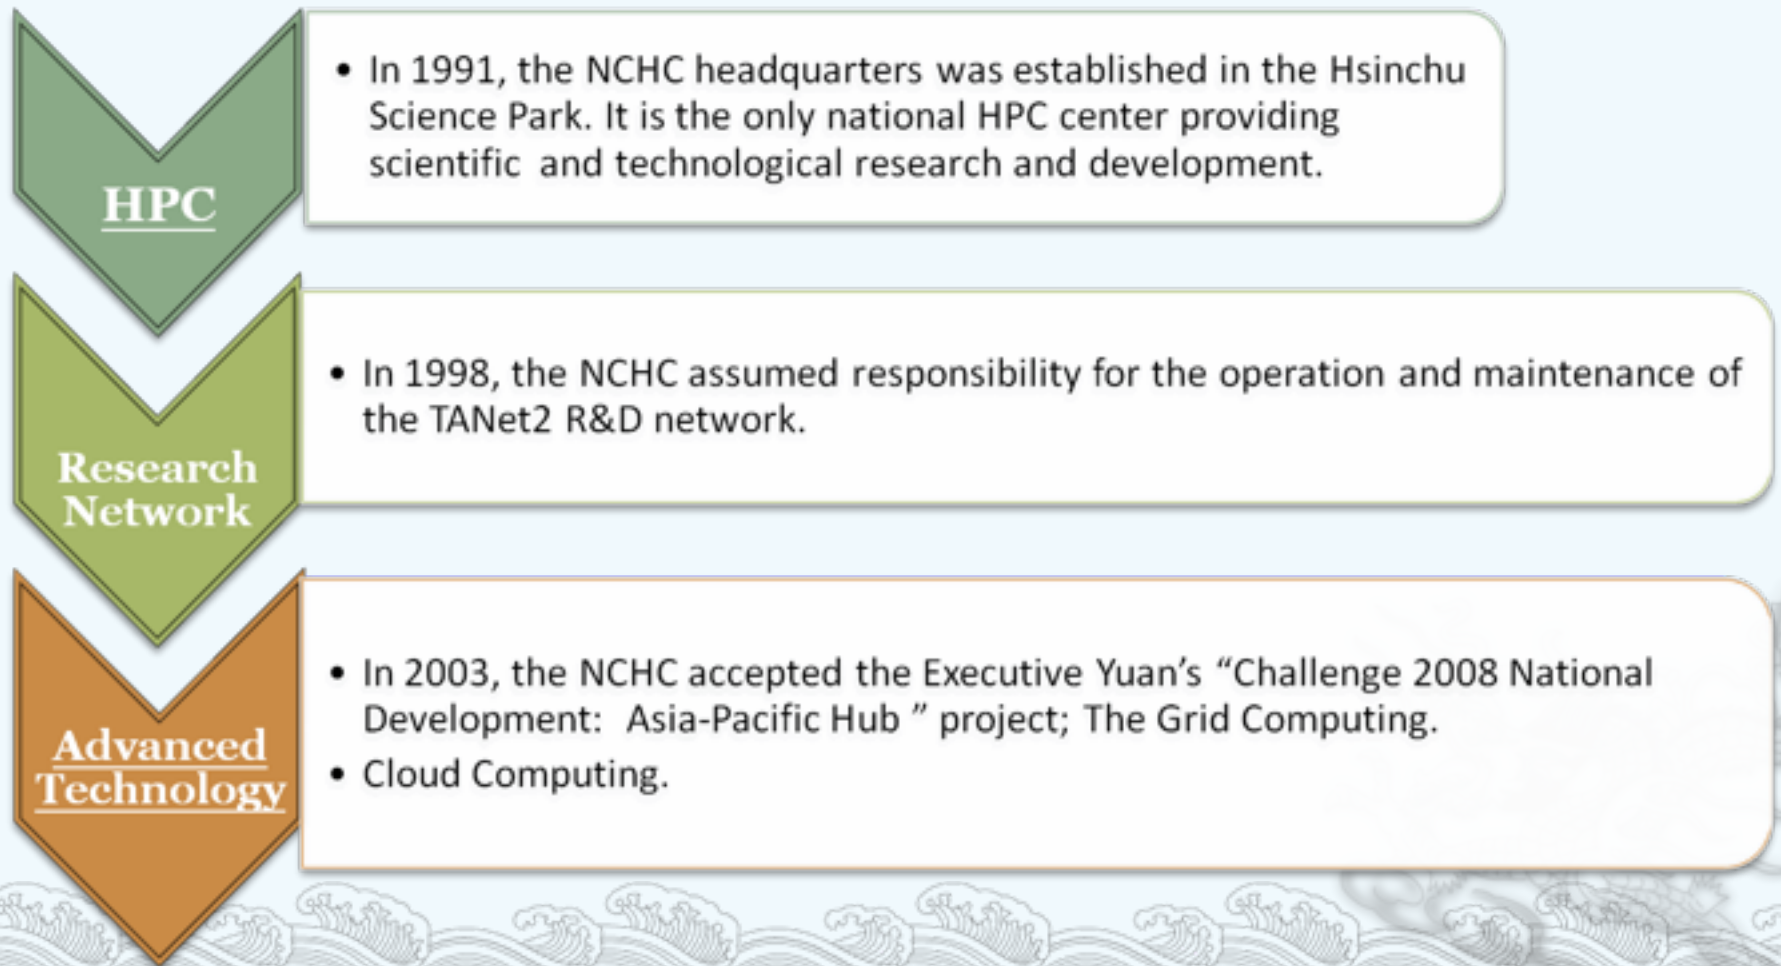 HPC
• In 1991, the NCHC headquarters was established in the Hsinchu
Science Park. It is the only national HPC center providing
scientific and technological research and development.
Research
Network
• In 1998, the NCHC assumed responsibility for the operation and maintenance of
the TANet2 R&D network.
Advanced
Technology
• In 2003, the NCHC accepted the Executive Yuan’s “Challenge 2008 National
Development: Asia-Pacific Hub ” project; The Grid Computing.
• Cloud Computing.